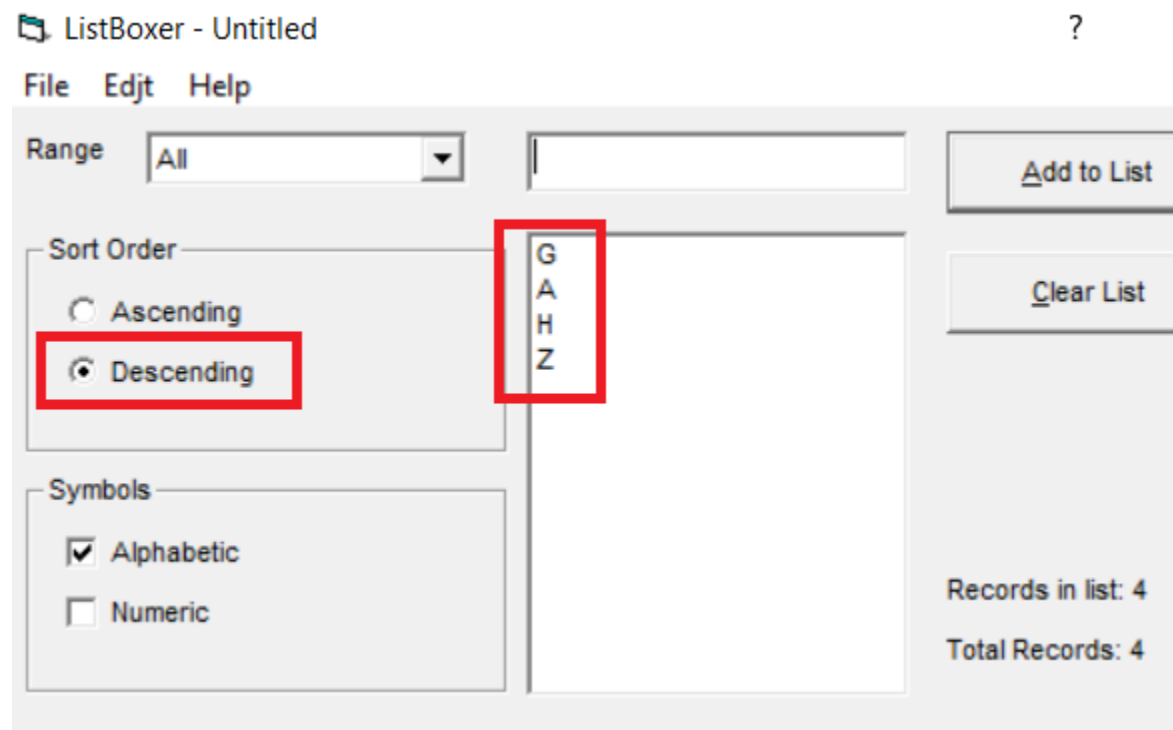 ListBoxer - Untitled ?
File Edjt Help
Range All
Add to List
Sort Order
Ascending
Descending
G
A
H
Z
Clear List
Symbols
Alphabetic
Numeric
Records in list: 4
Total Records: 4